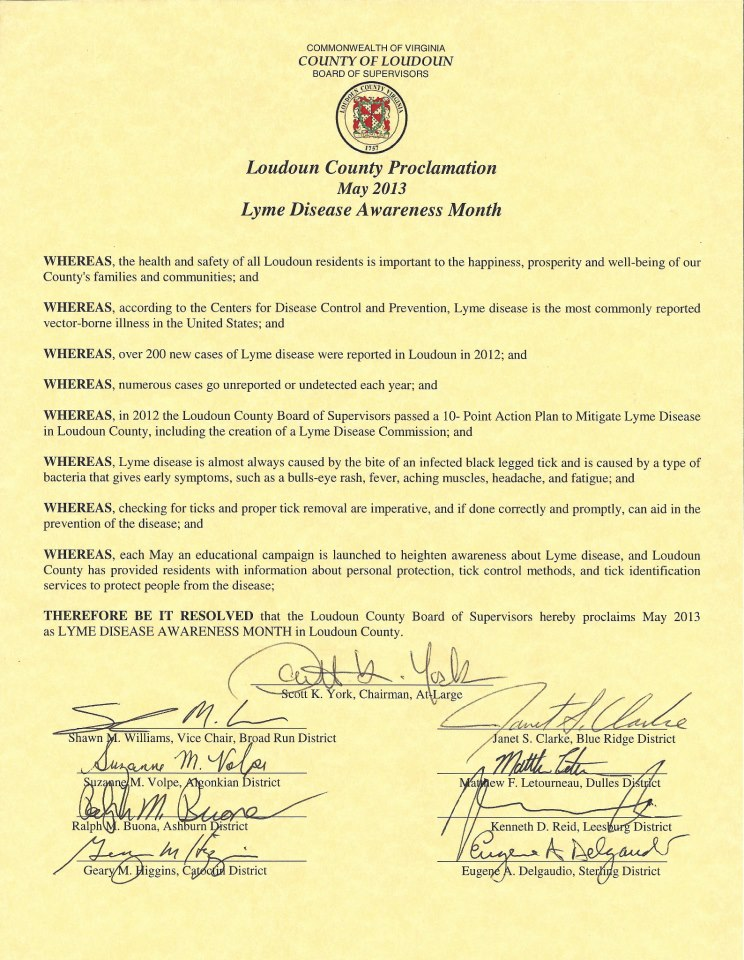 COMMONWEALTH OF VIRGINIA
COUNTY OF LOUDOUN
BOARD OF SUPERVISORS
LOUDOUN COUNTY VIRGINIA
1757
Loudoun County Proclamation
May 2013
Lyme Disease Awareness Month
WHEREAS, the health and safety of all Loudoun residents is important to the happiness, prosperity and well-being of our
County's families and communities; and
WHEREAS, according to the Centers for Disease Control and Prevention, Lyme disease is the most commonly reported
vector-borne illness in the United States; and
WHEREAS, over 200 new cases of Lyme disease were reported in Loudoun in 2012; and
WHEREAS, numerous cases go unreported or undetected each year; and
WHEREAS, in 2012 the Loudoun County Board of Supervisors passed a 10- Point Action Plan to Mitigate Lyme Disease
in Loudoun County, including the creation of a Lyme Disease Commission; and
WHEREAS, Lyme disease is almost always caused by the bite of an infected black legged tick and is caused by a type of
bacteria that gives early symptoms, such as a bulls-eye rash, fever, aching muscles, headache, and fatigue; and
WHEREAS, checking for ticks and proper tick removal are imperative, and if done correctly and promptly, can aid in the
prevention of the disease; and
WHEREAS, each May an educational campaign is launched to heighten awareness about Lyme disease, and Loudoun
County has provided residents with information about personal protection, tick control methods, and tick identification
services to protect people from the disease;
THEREFORE BE IT RESOLVED that the Loudoun County Board of Supervisors hereby proclaims May 2013
as LYME DISEASE AWARENESS MONTH in Loudoun County.
Scott K. York
Scott K. York, Chairman, At-Large
Shawn M. Williams, Vice Chair, Broad Run District
Janet S. Clarke
Janet S. Clarke, Blue Ridge District
Suzanne M. Volpe
Suzanne M. Volpe, Algonkian District
Matthew F. Letourneau, Dulles District
Ralph M. Buona
Ralph M. Buona, Ashburn District
Kenneth D. Reid, Leesburg District
Geary M. Higgins
Geary M. Higgins, Catoctin District
Eugene A. Delgaudio
Eugene A. Delgaudio, Sterling District